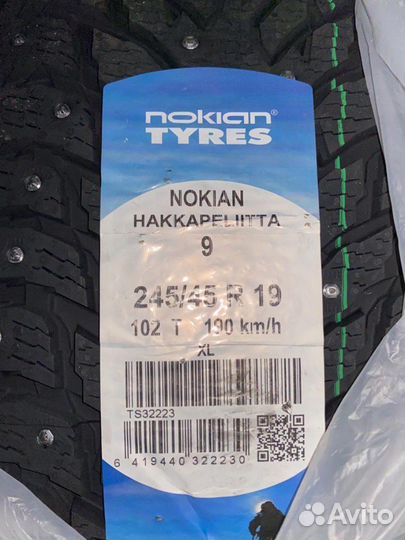 nokian®
TYRES
NOKIAN
HAKKAPELIITTA
9
245/45 R 19
102 T 190 km/h
XL
TS32223
6 419440 322230
Avito